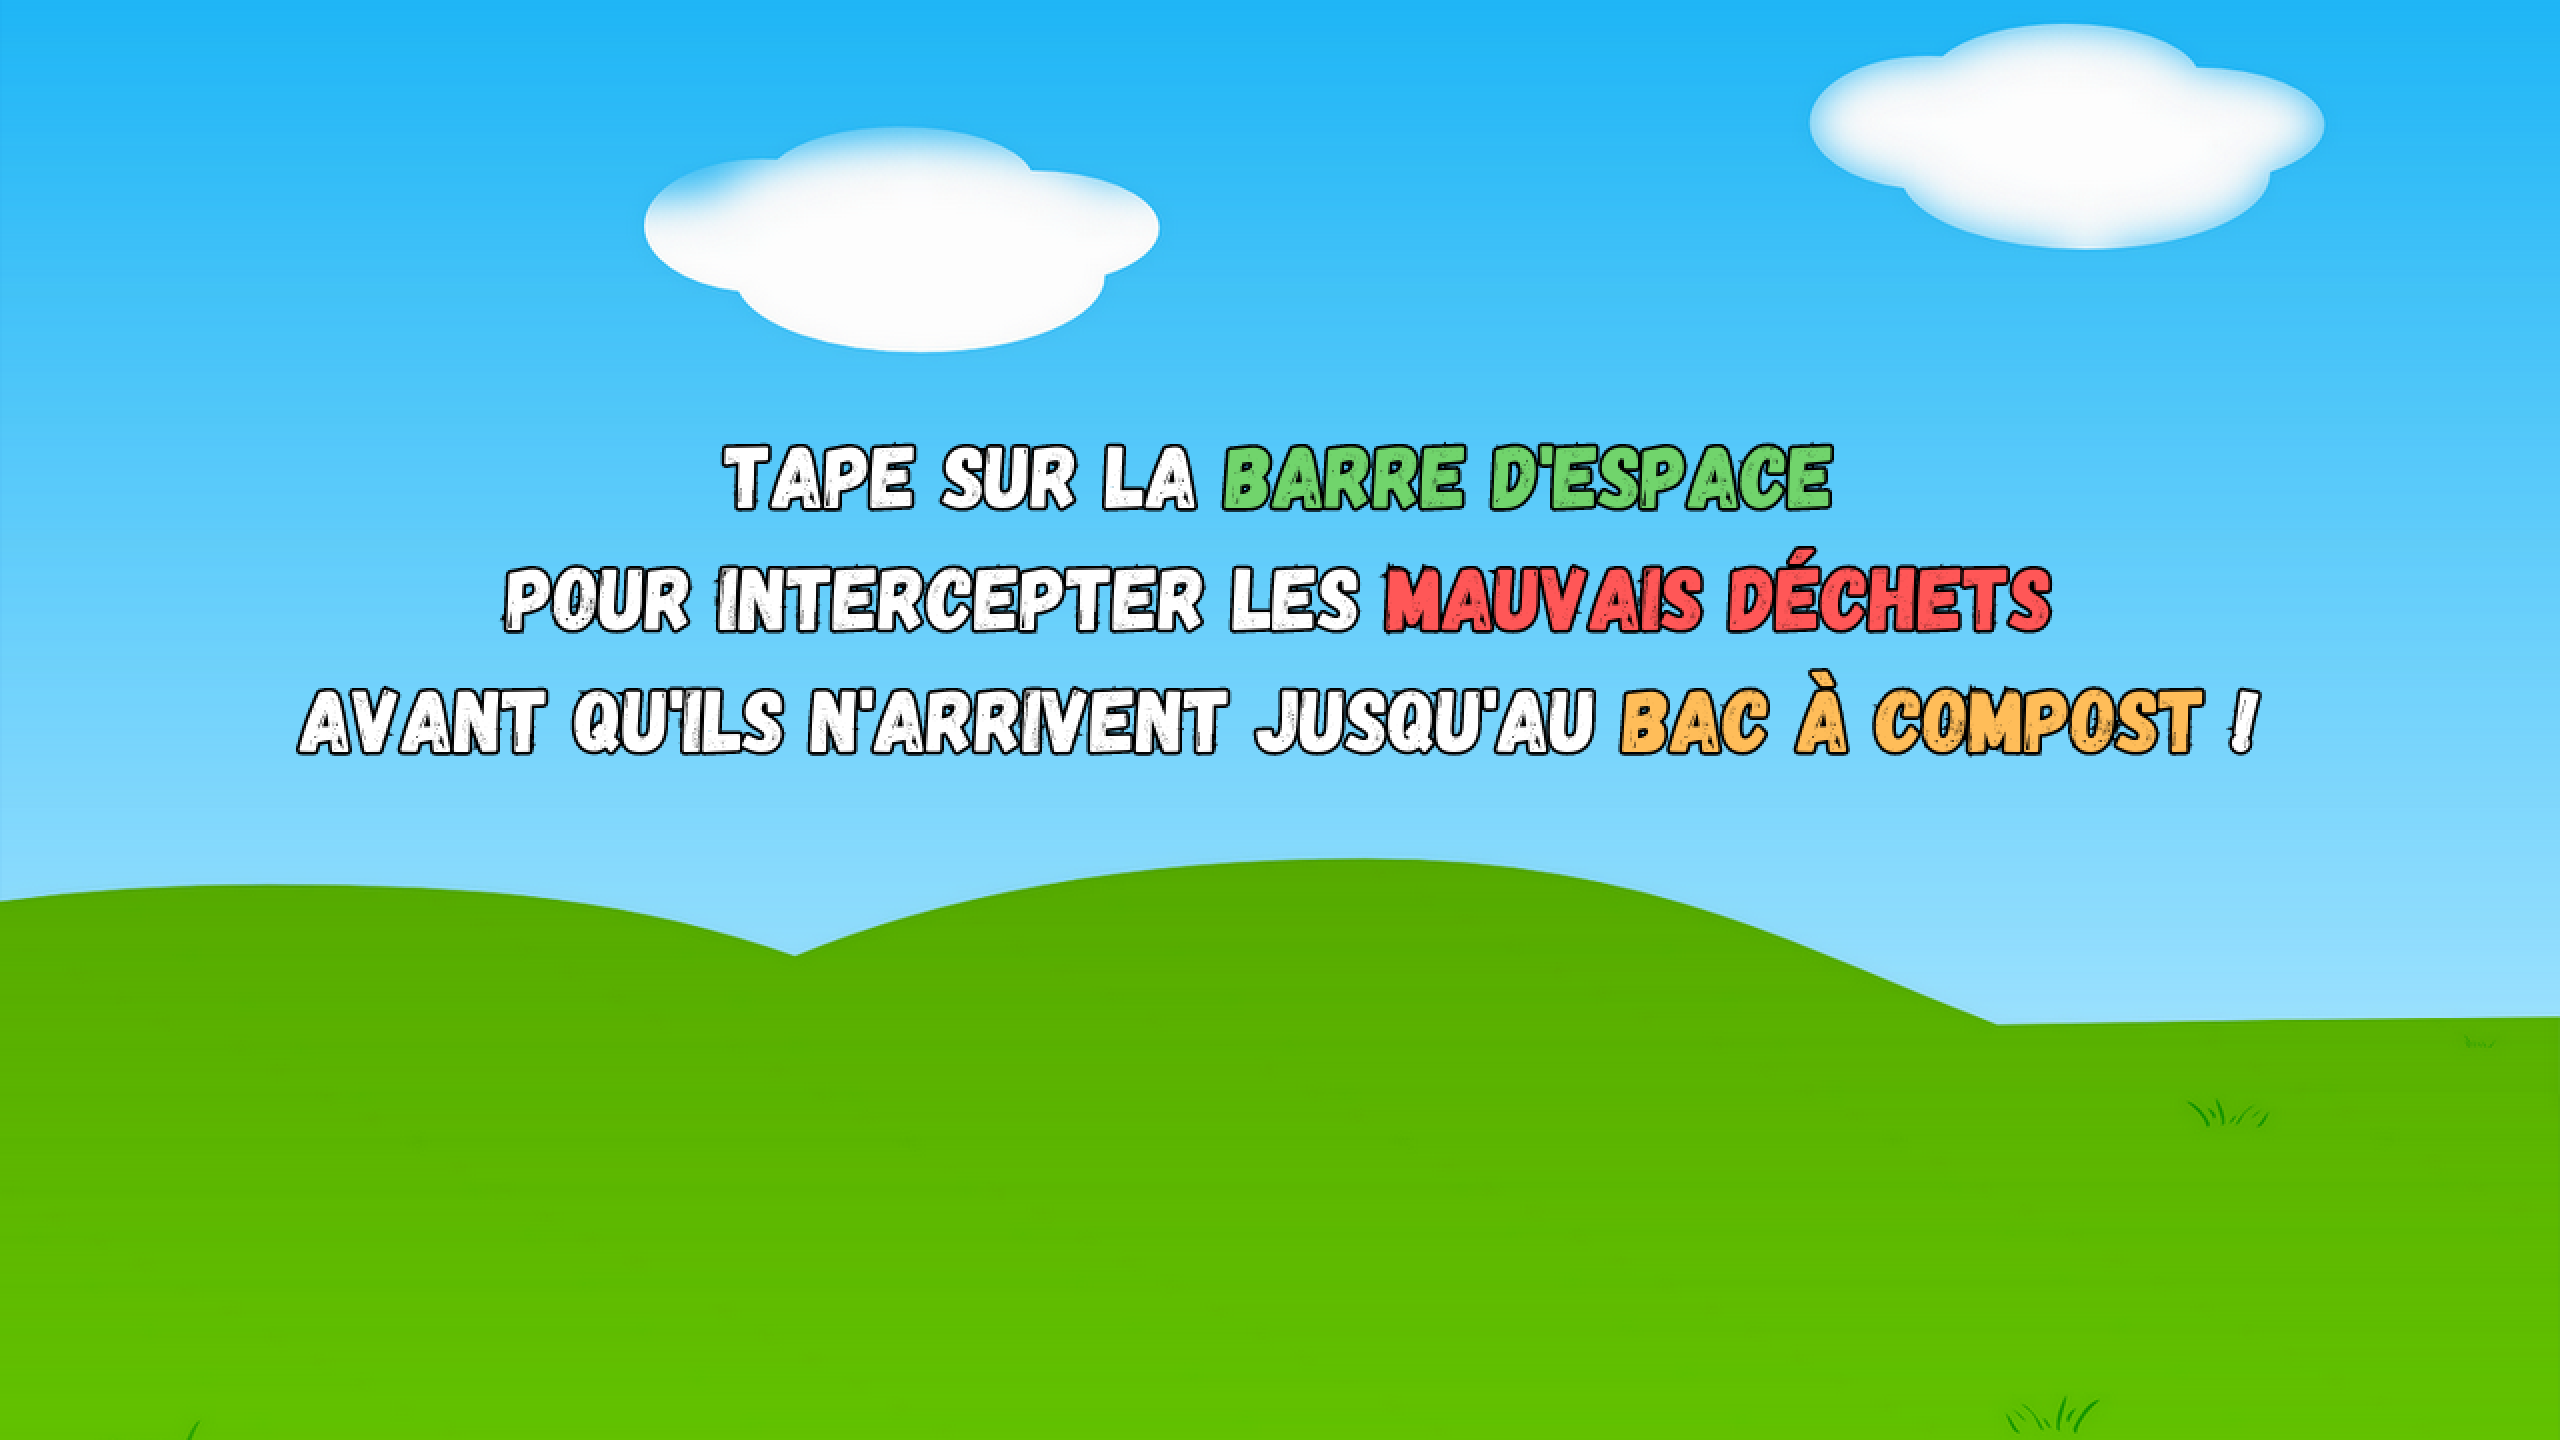 TAPE SUR LA BARRE D'ESPACE
POUR INTERCEPTER LES MAUVAIS DÉCHETS
AVANT QU'ILS N'ARRIVENT JUSQU'AU BAC À COMPOST !